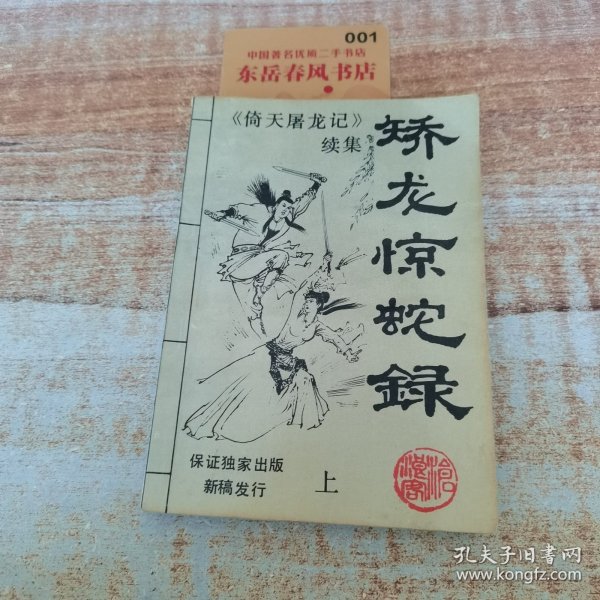 001
中国著名优质二手书店
东岳春风书店
《倚天屠龙记》
续集
矫龙惊蛇録
保证独家出版
新稿发行
上
孔夫子旧书网
www.kongfz.com